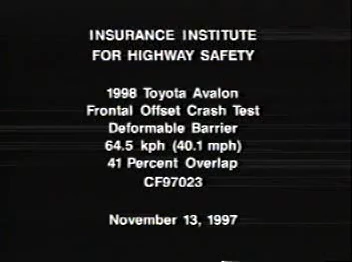 INSURANCE INSTITUTE
FOR HIGHWAY SAFETY
1998 Toyota Avalon
Frontal Offset Crash Test
Deformable Barrier
64.5 kph (40.1 mph)
41 Percent Overlap
CF97023
November 13, 1997